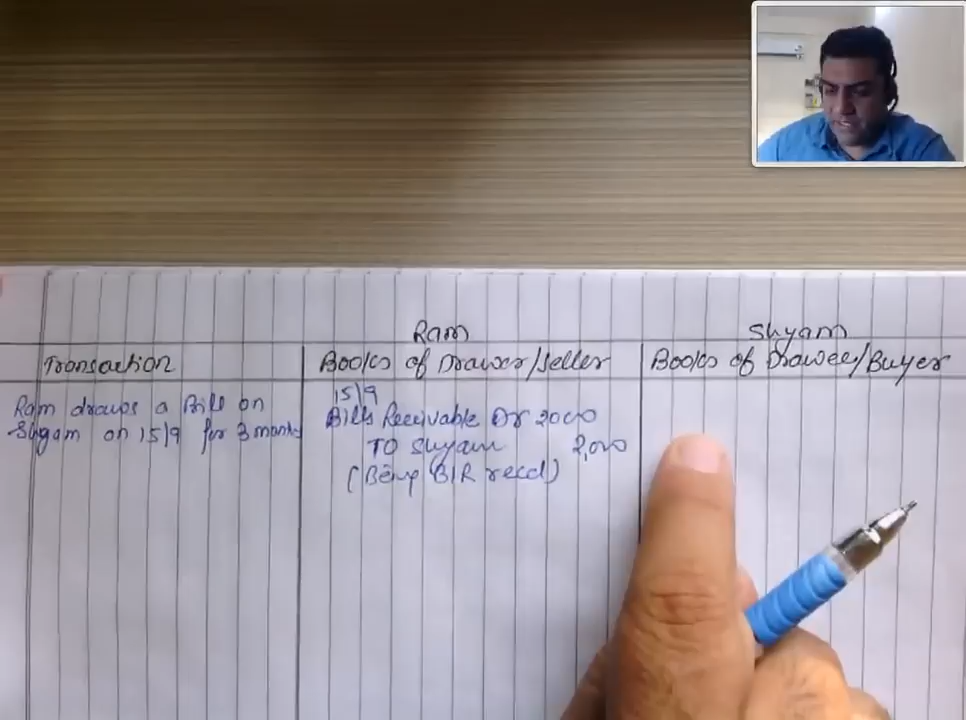 Ram
Shyam
Transaction
Books of Drawer/Seller
Books of Drawee/Buyer
Ram draws a Bill on
Shyam on 15/9 for 3 months
15/9
Bills Receivable Dr 2000
To Shyam 2,000
(Being B/R recd)